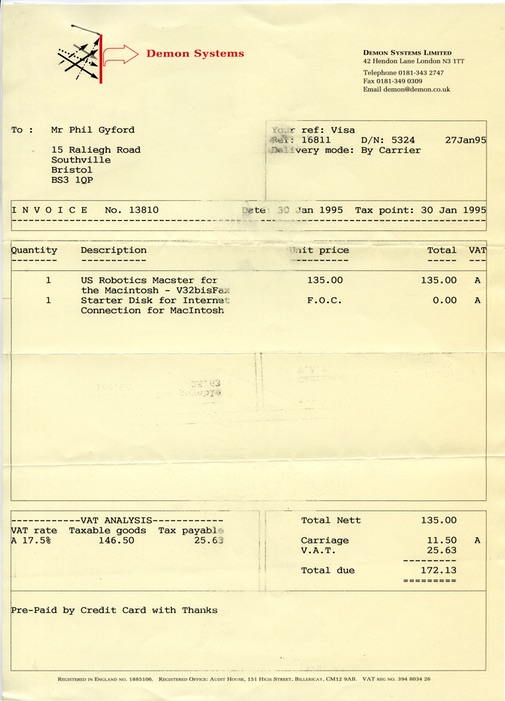 Demon Systems
DEMON SYSTEMS LIMITED
42 Hendon Lane London N3 1TT
Telephone 0181-343 2747
Fax 0181-349 0309
Email demon@demon.co.uk
To : Mr Phil Gyford
15 Raliegh Road
Southville
Bristol
BS3 1QP
Your ref: Visa
Ref: 16811 D/N: 5324 27Jan95
Delivery mode: By Carrier
INVOICE No. 13810 Date: 30 Jan 1995 Tax point: 30 Jan 1995
Quantity Description Unit price Total VAT
1 US Robotics Macster for 135.00 135.00 A
the Macintosh - V32bisFax
1 Starter Disk for Internet F.O.C. 0.00 A
Connection for MacIntosh
------------VAT ANALYSIS------------
VAT rate Taxable goods Tax payable
A 17.5% 146.50 25.63
Total Nett 135.00
Carriage 11.50 A
V.A.T. 25.63
Total due 172.13
Pre-Paid by Credit Card with Thanks
REGISTERED IN ENGLAND NO. 1885106. REGISTERED OFFICE: AUDIT HOUSE, 151 HIGH STREET, BILLERICAY, CM12 9AB. VAT REG NO. 394 8034 26